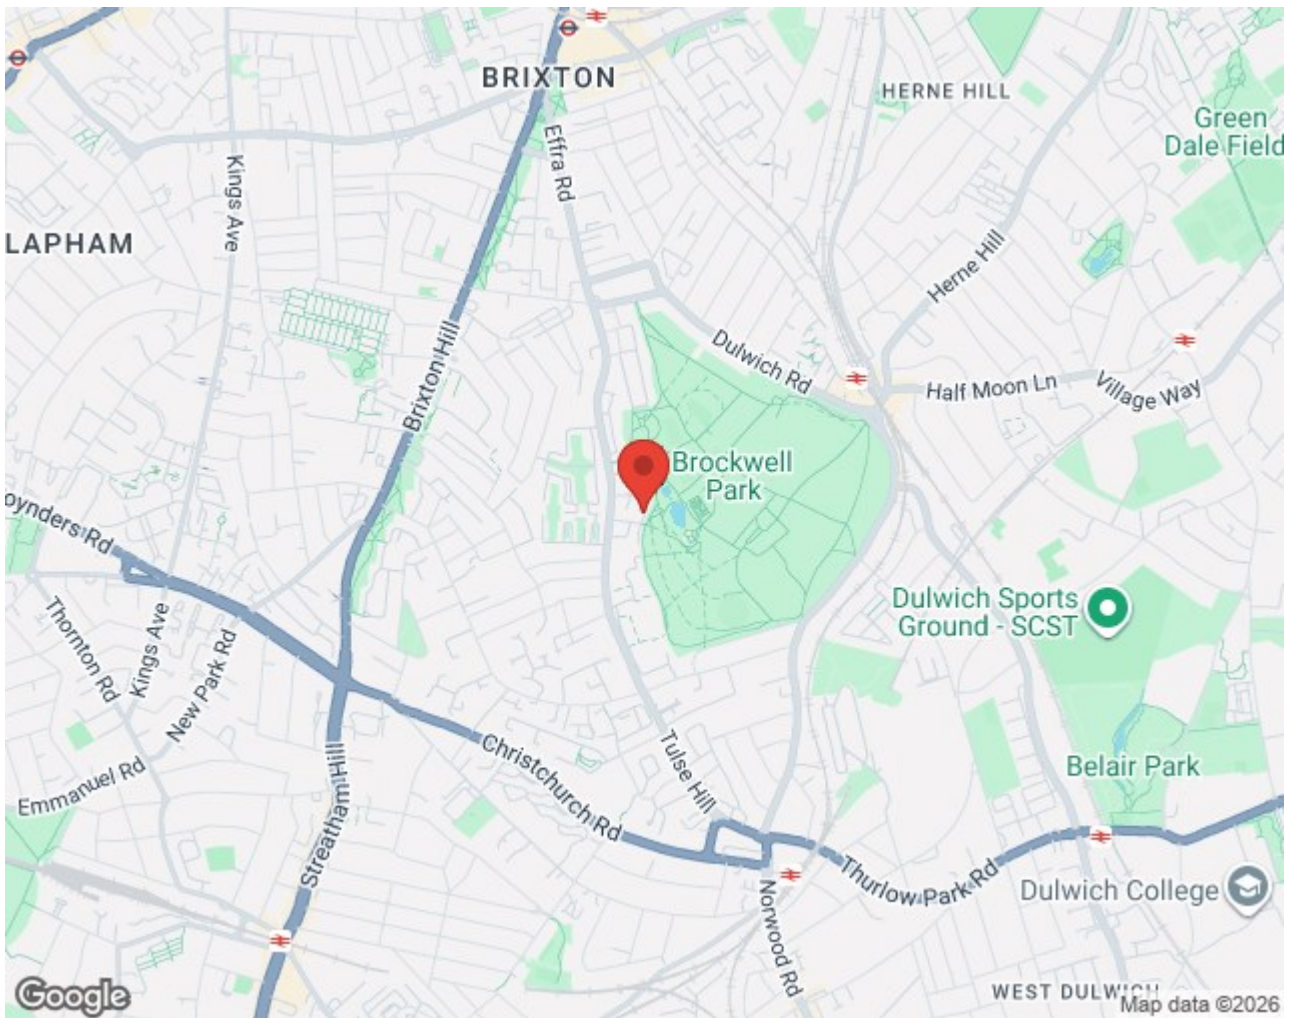 BRIXTON
HERNE HILL
Green
Dale Field
Effra Rd
Kings Ave
LAPHAM
Herne Hill
Brixton Hill
Dulwich Rd
Half Moon Ln
Village Way
Brockwell
Park
oynders Rd
Dulwich Sports
Ground - SCST
Thornton Rd
Kings Ave
New Park Rd
Emmanuel Rd
Streatham Hill
Christchurch Rd
Tulse Hill
Belair Park
Thurlow Park Rd
Dulwich College
Norwood Rd
WEST DULWICH
Google
Map data ©2026